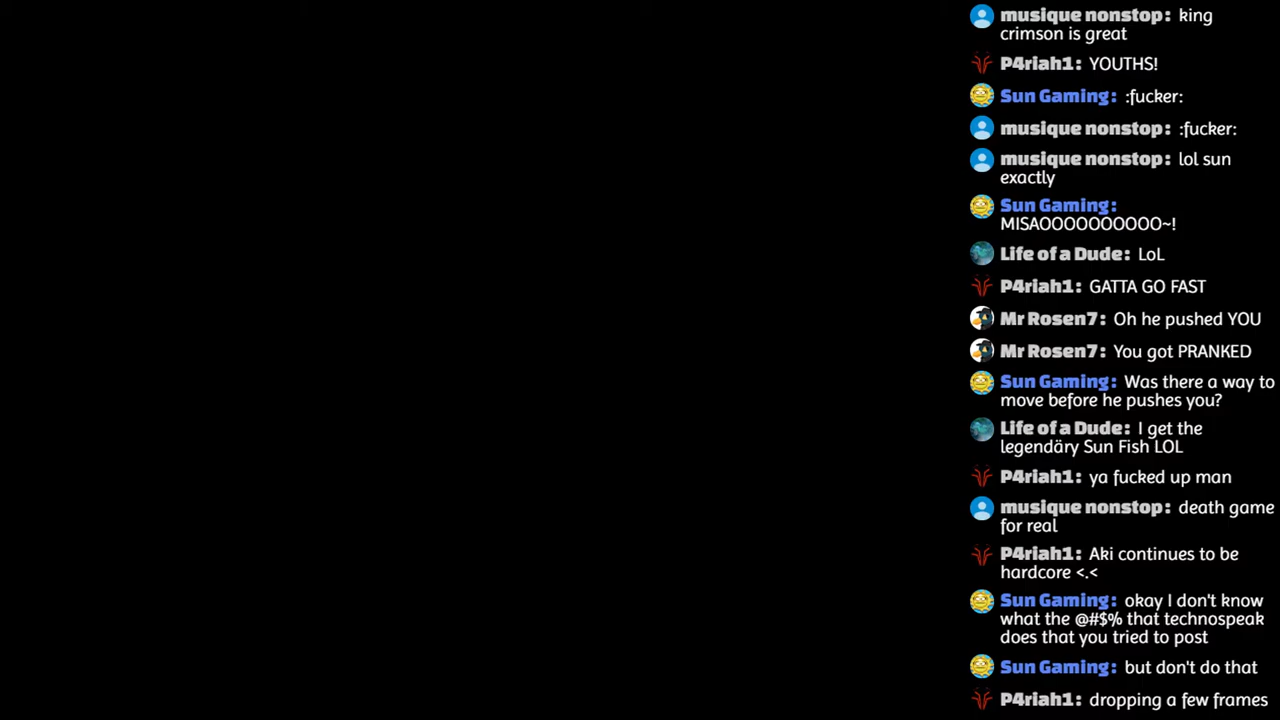 musique nonstop: king
crimson is great
P4riah1: YOUTHS!
Sun Gaming: :fucker:
musique nonstop: :fucker:
musique nonstop: lol sun
exactly
Sun Gaming:
MISAOOOOOOOOOO~!
Life of a Dude: LoL
P4riah1: GATTA GO FAST
Mr Rosen7: Oh he pushed YOU
Mr Rosen7: You got PRANKED
Sun Gaming: Was there a way to
move before he pushes you?
Life of a Dude: I get the
legendäry Sun Fish LOL
P4riah1: ya fucked up man
musique nonstop: death game
for real
P4riah1: Aki continues to be
hardcore <.<
Sun Gaming: okay I don't know
what the @#$% that technospeak
does that you tried to post
Sun Gaming: but don't do that
P4riah1: dropping a few frames